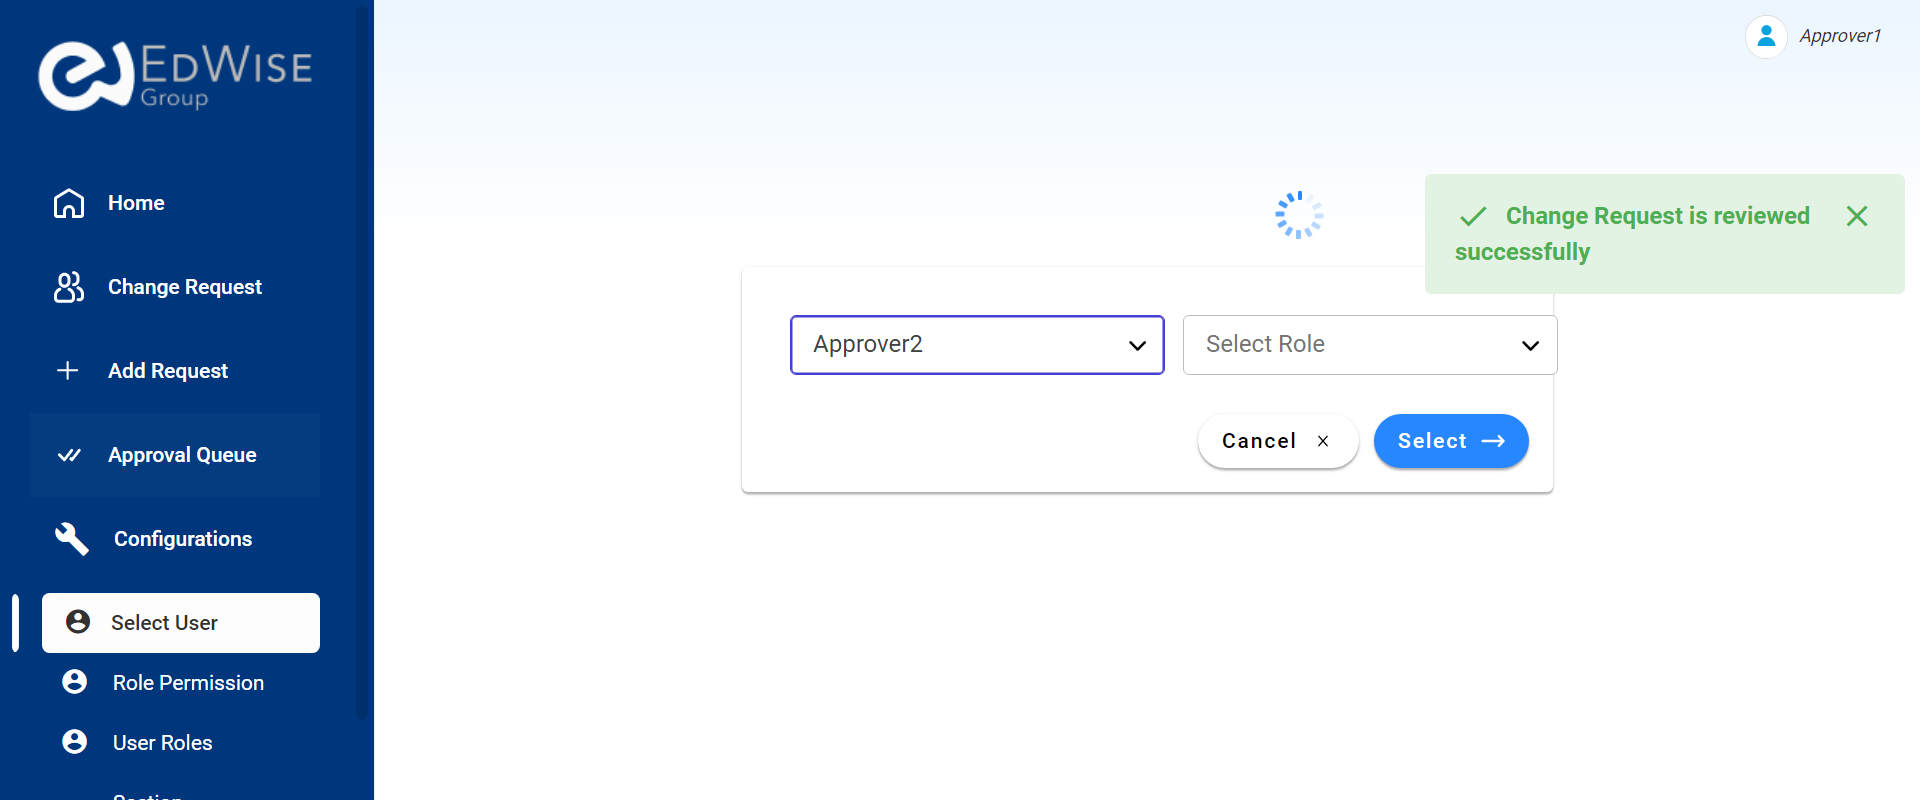 EDWISE
Group
Approver1
Home
Change Request
Add Request
Approval Queue
Configurations
Select User
Role Permission
User Roles
Section
Change Request is reviewed
successfully
Approver2
Select Role
Cancel
Select